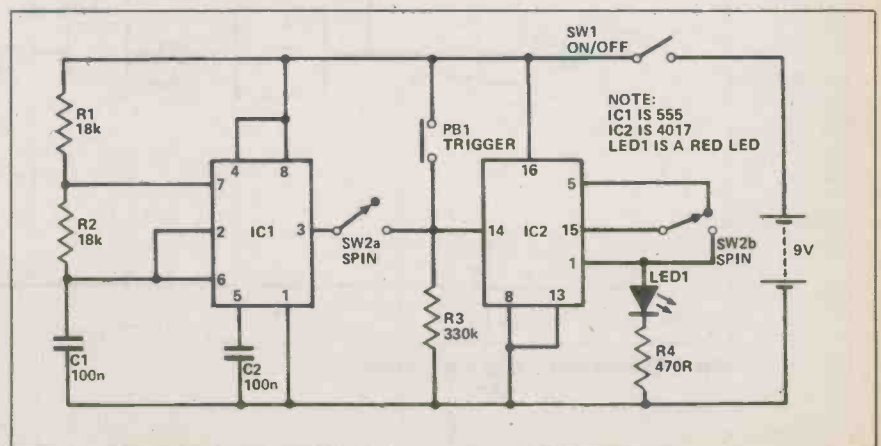 SW1
ON/OFF
R1
18k
PB1
TRIGGER
NOTE:
IC1 IS 555
IC2 IS 4017
LED1 IS A RED LED
4
8
16
7
5
R2
18k
2
IC1
3
SW2a
SPIN
14
IC2
15
SW2b
SPIN
9V
6
1
LED1
5
1
8
13
R3
330k
R4
470R
C1
100n
C2
100n